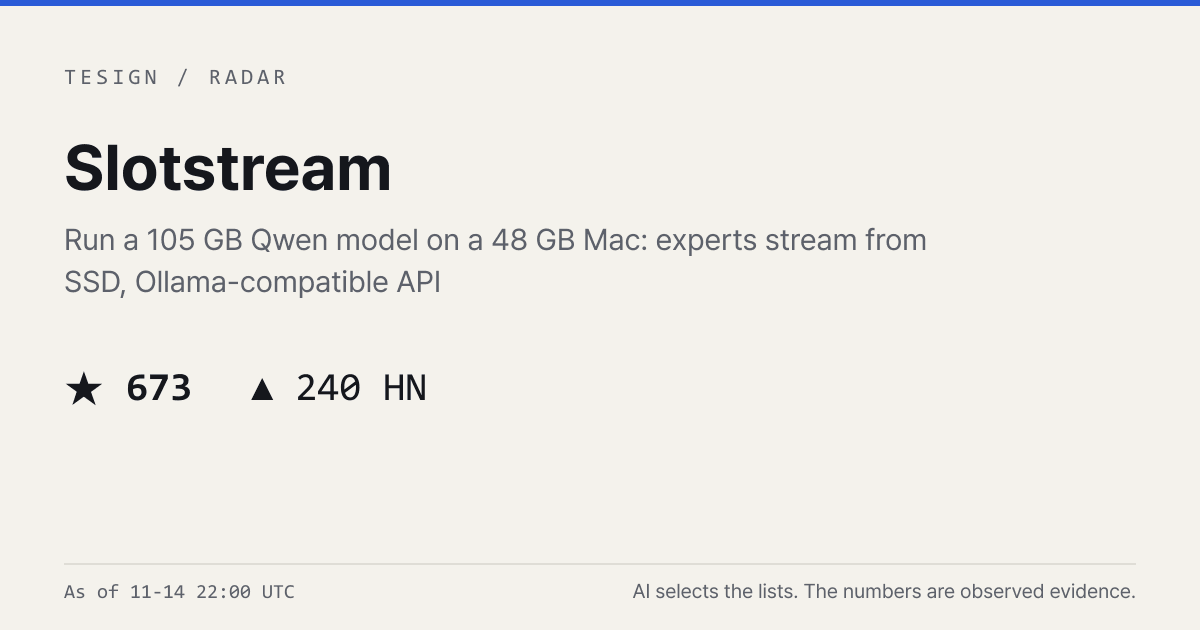 TESIGN / RADAR
Slotstream
Run a 105 GB Qwen model on a 48 GB Mac: experts stream from
SSD, Ollama-compatible API
★ 673 ▲ 240 HN
As of 11-14 22:00 UTC
AI selects the lists. The numbers are observed evidence.